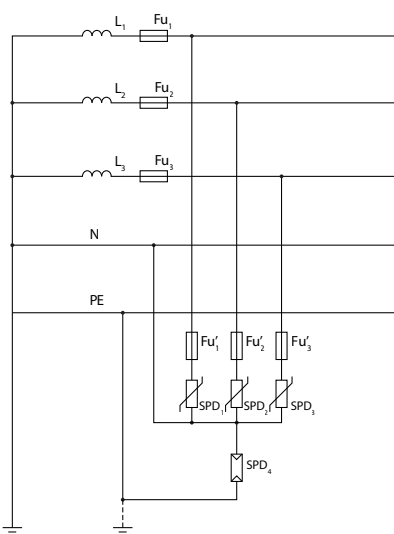 L₁ Fu₁
L₂ Fu₂
L₃ Fu₃
N
PE
Fu'₁ Fu'₂ Fu'₃
SPD₁ SPD₂ SPD₃
SPD₄